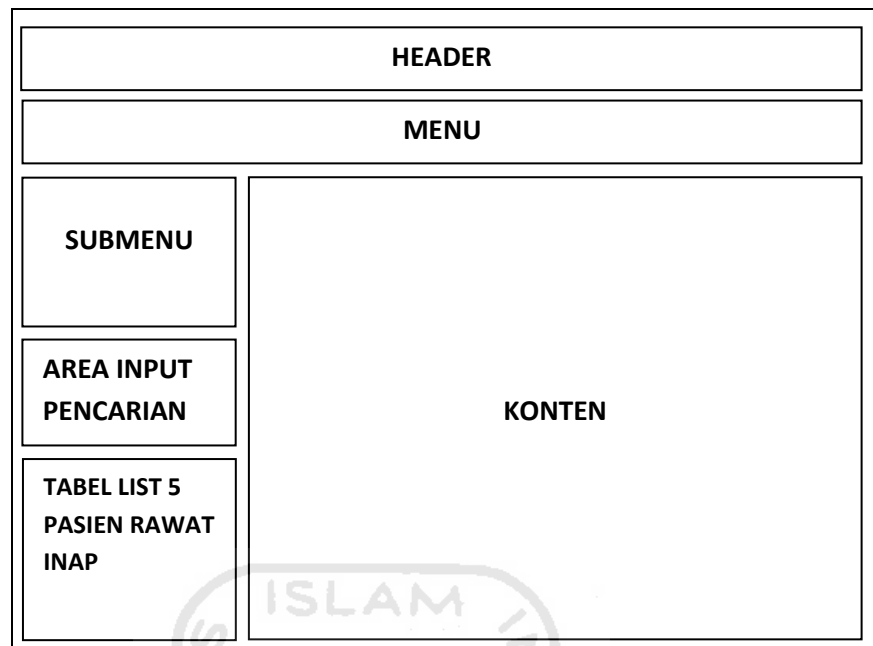 HEADER
MENU
SUBMENU
AREA INPUT
PENCARIAN
KONTEN
TABEL LIST 5
PASIEN RAWAT
INAP
ISLAM